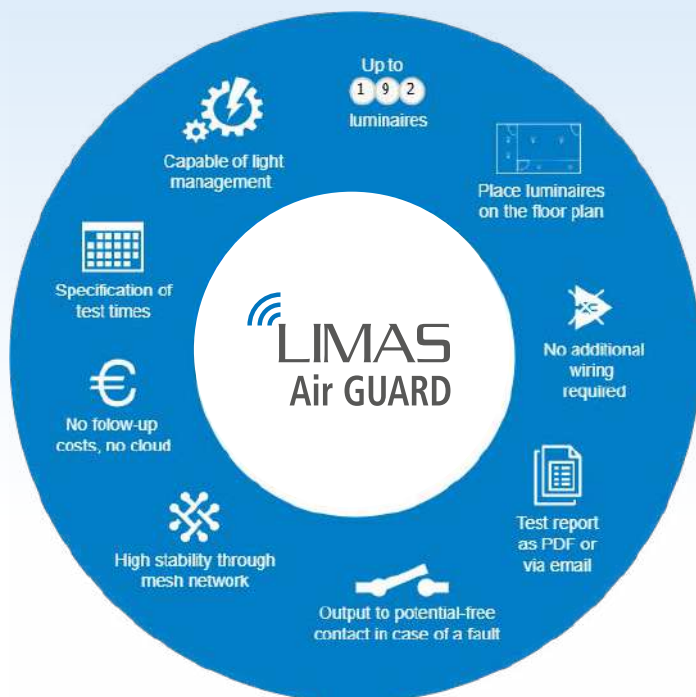 Up to
1 9 2
luminaires
Place luminaires
on the floor plan
No additional
wiring
required
Test report
as PDF or
via email
Output to potential-free
contact in case of a fault
High stability through
mesh network
No folow-up
costs, no cloud
Specification of
test times
Capable of light
management
LIMAS
Air GUARD